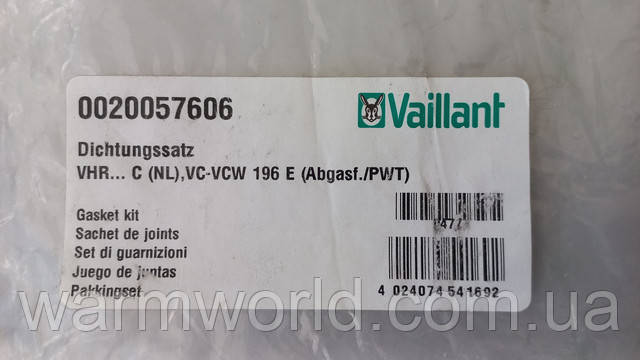 0020057606
Vaillant
Dichtungssatz
VHR... C (NL),VC-VCW 196 E (Abgasf./PWT)
Gasket kit
Sachet de joints
Set di guarnizioni
Juego de juntas
Pakkingset
4 024074 541692
warmworld.com.ua